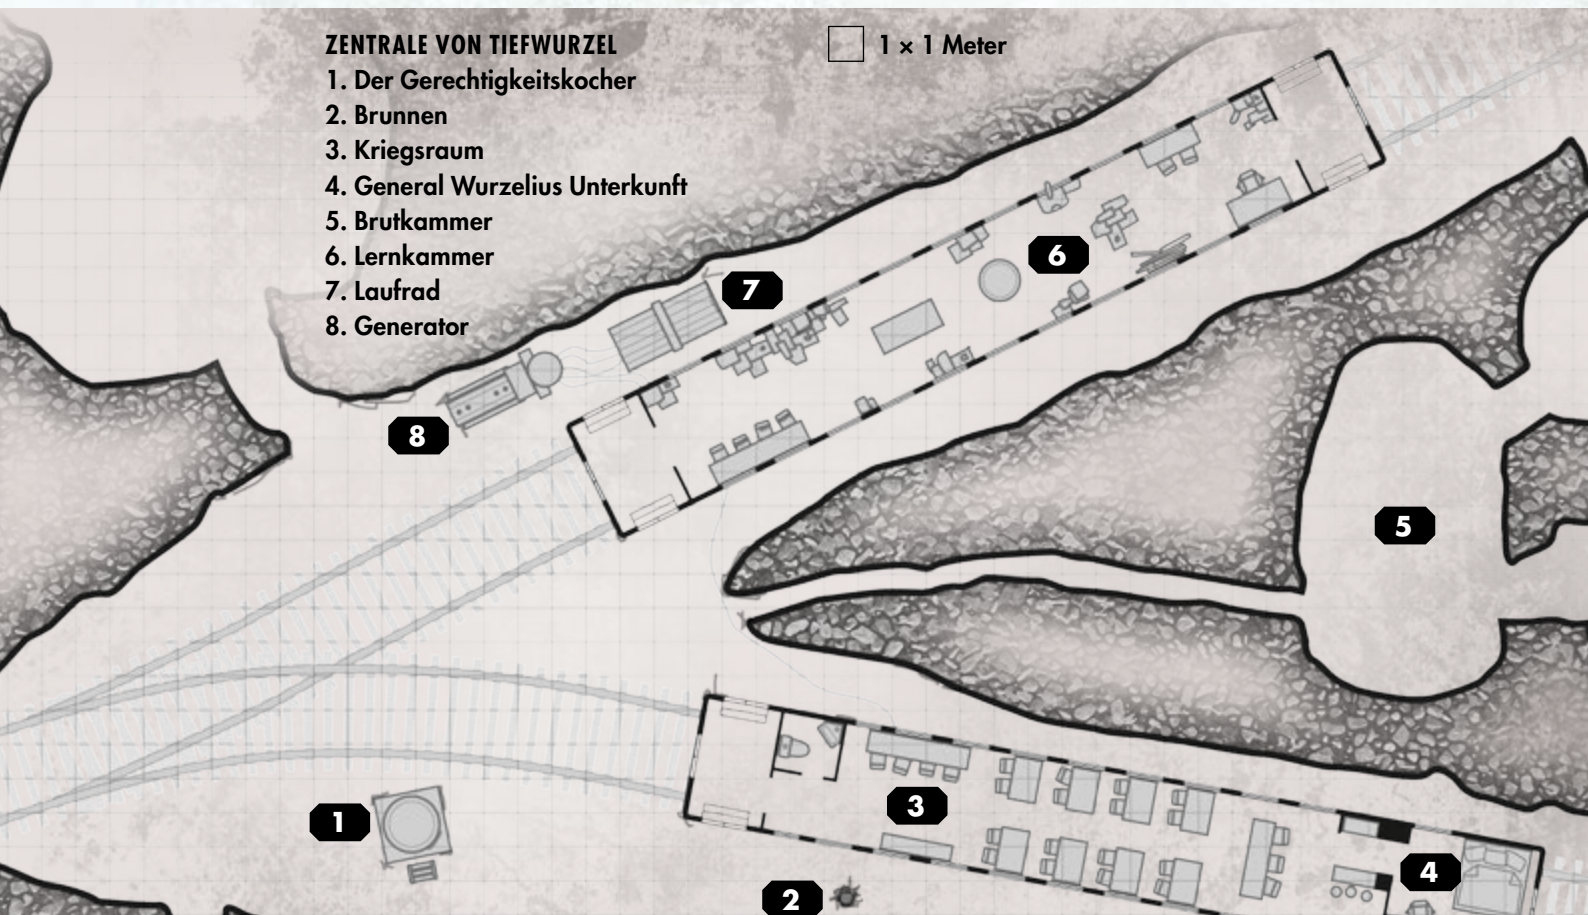 ZENTRALE VON TIEFWURZEL
1. Der Gerechtigkeitskocher
2. Brunnen
3. Kriegsraum
4. General Wurzelius Unterkunft
5. Brutkammer
6. Lernkammer
7. Laufrad
8. Generator
1 × 1 Meter
6
7
8
5
1
3
4
2